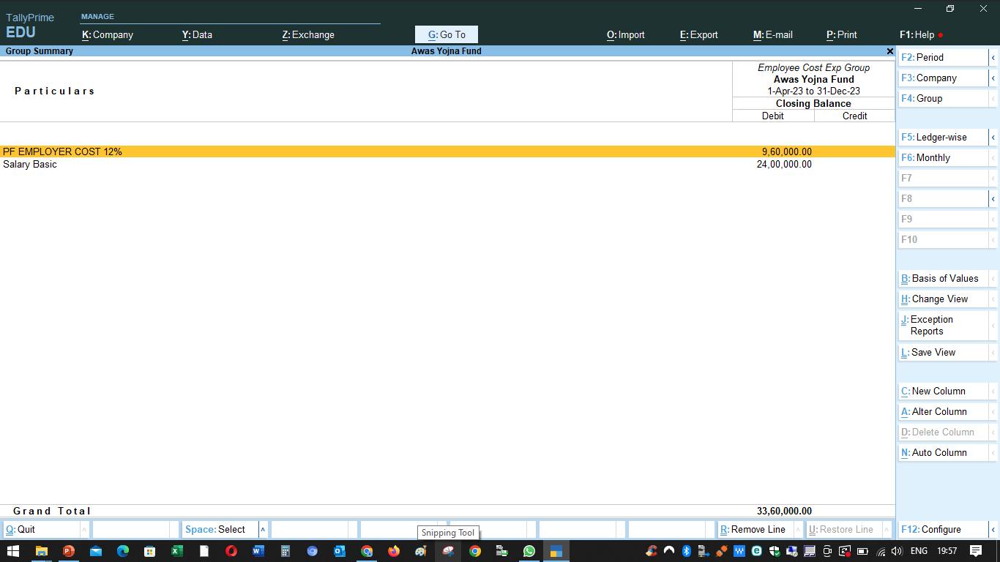 TallyPrime
EDU
MANAGE
K: Company
Y: Data
Z: Exchange
G: Go To
O: Import
E: Export
M: E-mail
P: Print
F1: Help
Group Summary
Awas Yojna Fund
Particulars
Employee Cost Exp Group
Awas Yojna Fund
1-Apr-23 to 31-Dec-23
Closing Balance
Debit Credit
PF EMPLOYER COST 12% 9,60,000.00
Salary Basic 24,00,000.00
Grand Total 33,60,000.00
F2: Period
F3: Company
F4: Group
F5: Ledger-wise
F6: Monthly
F7
F8
F9
F10
B: Basis of Values
H: Change View
J: Exception
Reports
L: Save View
C: New Column
A: Alter Column
D: Delete Column
N: Auto Column
Q: Quit
Space: Select
R: Remove Line
U: Restore Line
F12: Configure
Snipping Tool
ENG
19:57